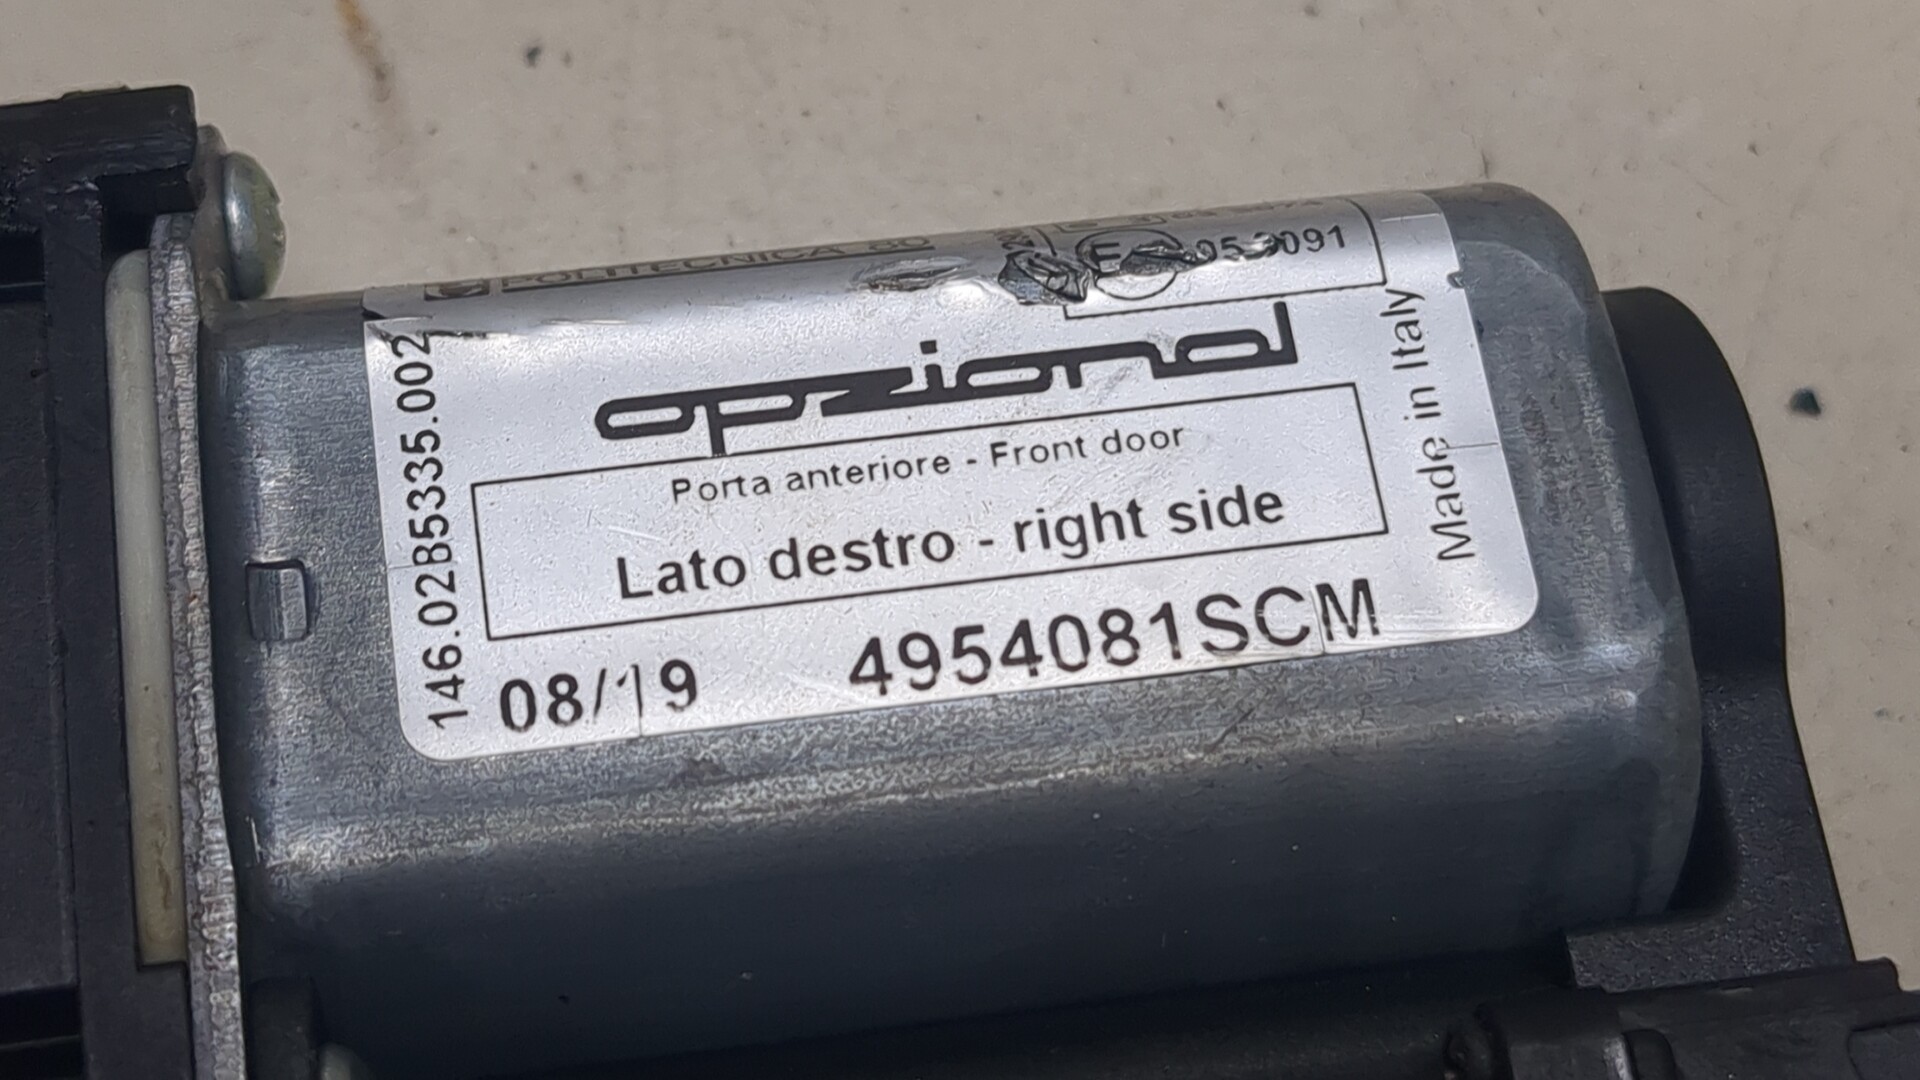 POLITECNICA 80
E
opzional
Porta anteriore - Front door
Lato destro - right side
08/19 4954081SCM
146.0285335.002
Made in Italy